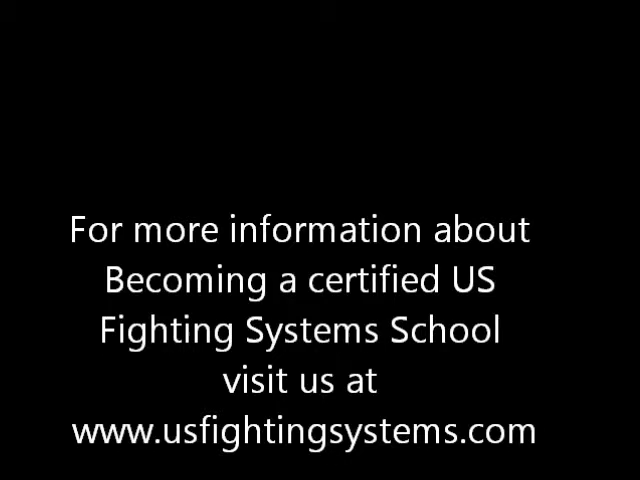 For more information about
Becoming a certified US
Fighting Systems School
visit us at
www.usfightingsystems.com